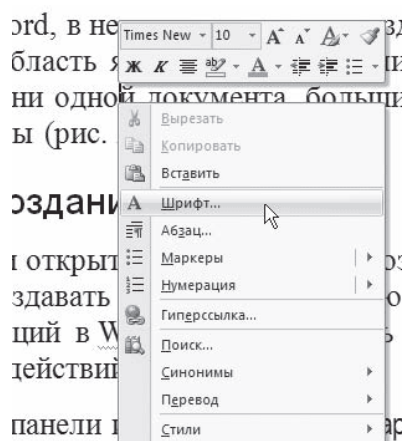 ord, в не
Times New 10 А А
бласть я
Ж К
ни одной документа, больши
ы (рис.
Вырезать
Копировать
Вставить
оздани
Шрифт...
Абзац...
открыт
Маркеры
здавать
Нумерация
ций в W
Гиперссылка...
Поиск...
действий
Синонимы
Перевод
панели
Стили